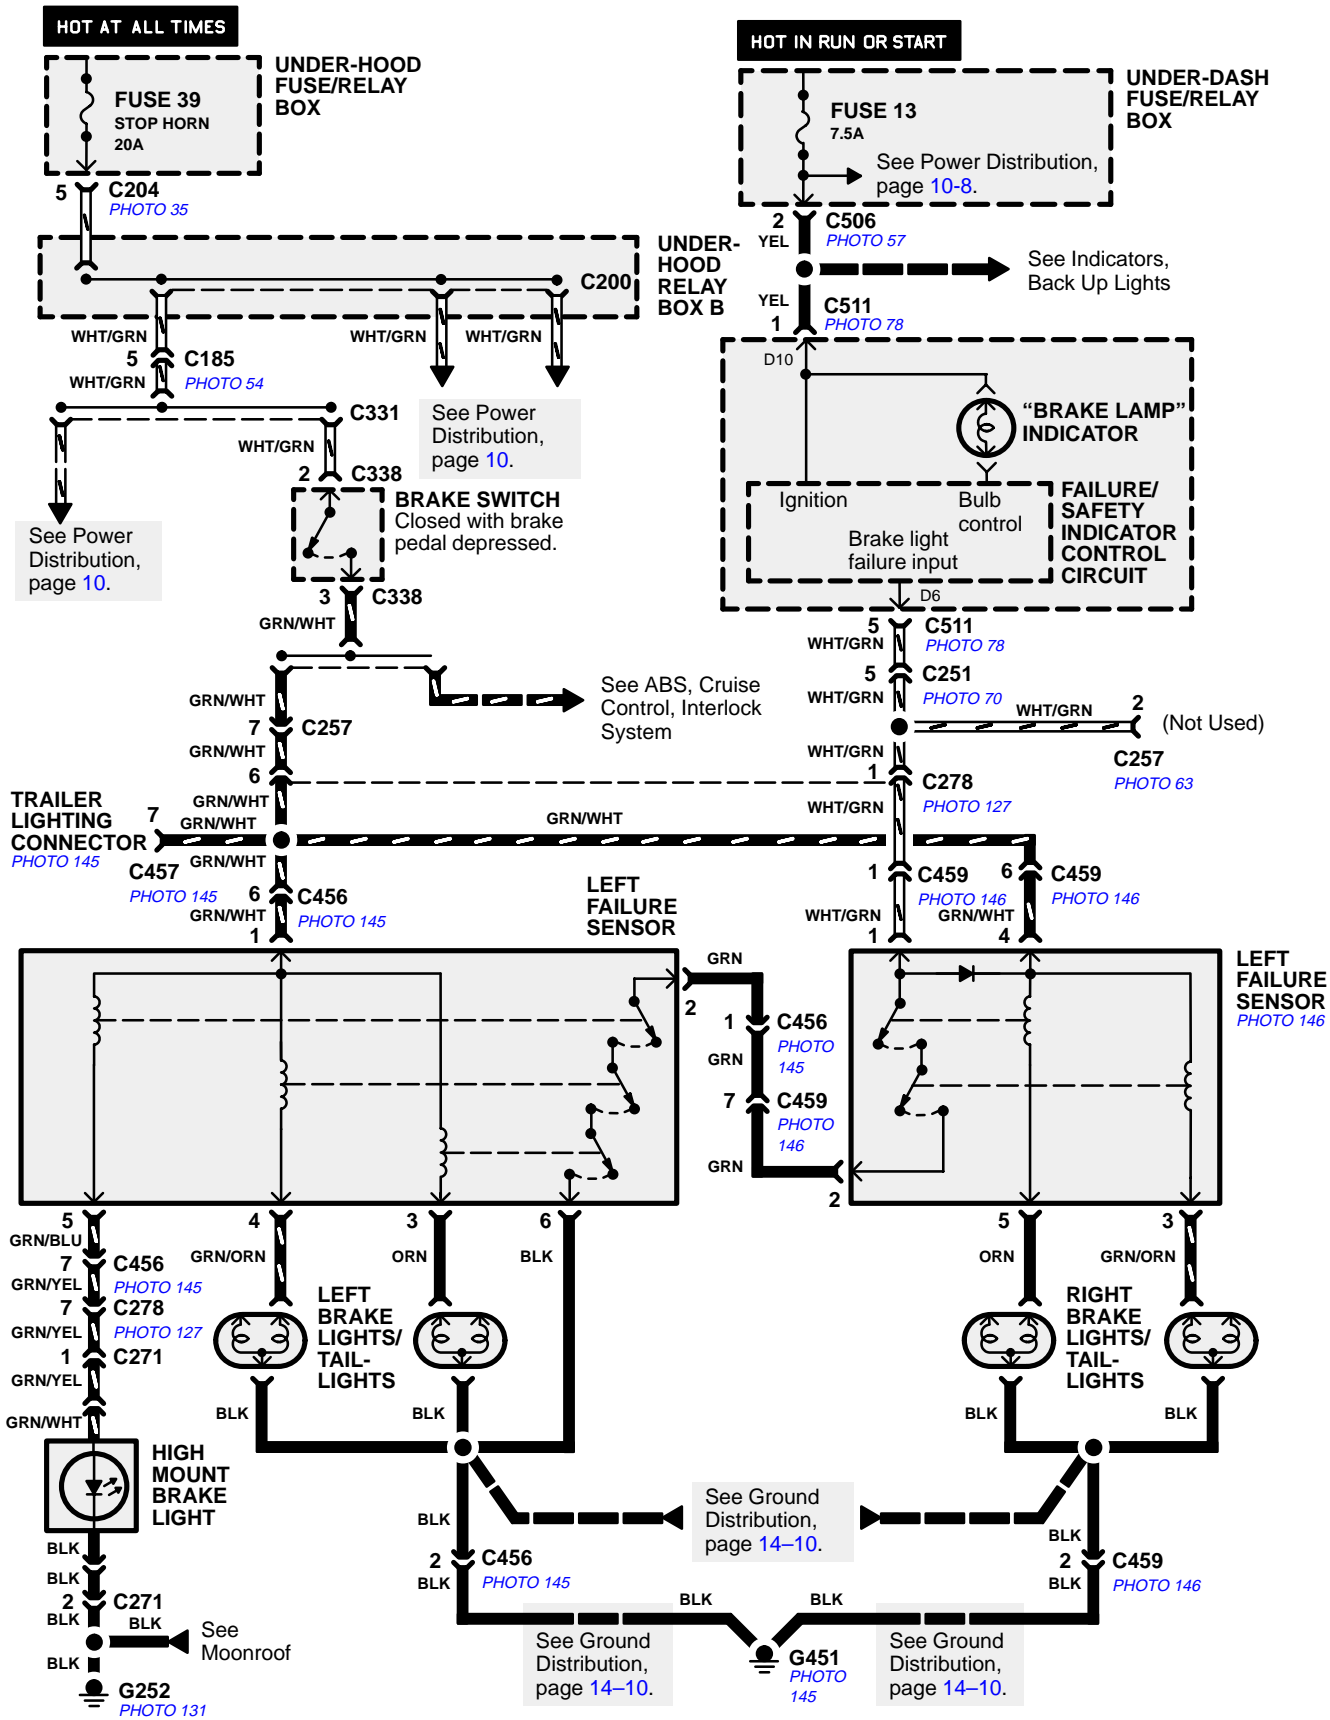 HOT AT ALL TIMES
UNDER-HOOD
FUSE/RELAY
BOX
FUSE 39
STOP HORN
20A
5
C204
PHOTO 35
HOT IN RUN OR START
UNDER-DASH
FUSE/RELAY
BOX
FUSE 13
7.5A
See Power Distribution,
page 10-8.
2
C506
YEL
PHOTO 57
See Indicators,
Back Up Lights
YEL
C511
1
PHOTO 78
UNDER-
HOOD
RELAY
BOX B
C200
WHT/GRN
WHT/GRN
WHT/GRN
5
C185
WHT/GRN
PHOTO 54
C331
See Power
Distribution,
page 10.
WHT/GRN
2
C338
BRAKE SWITCH
Closed with brake
pedal depressed.
See Power
Distribution,
page 10.
3
C338
GRN/WHT
D10
“BRAKE LAMP”
INDICATOR
Ignition
Bulb
control
Brake light
failure input
FAILURE/
SAFETY
INDICATOR
CONTROL
CIRCUIT
D6
5
C511
WHT/GRN
PHOTO 78
5
C251
WHT/GRN
PHOTO 70
WHT/GRN
2
(Not Used)
C257
PHOTO 63
WHT/GRN
1
C278
WHT/GRN
PHOTO 127
See ABS, Cruise
Control, Interlock
System
GRN/WHT
7
C257
GRN/WHT
6
GRN/WHT
TRAILER
LIGHTING
CONNECTOR
PHOTO 145
7
GRN/WHT
GRN/WHT
C457
PHOTO 145
GRN/WHT
6
C456
GRN/WHT
PHOTO 145
1
LEFT
FAILURE
SENSOR
1
C459
PHOTO 146
WHT/GRN
1
6
C459
PHOTO 146
GRN/WHT
4
LEFT
FAILURE
SENSOR
PHOTO 146
GRN
2
1
C456
PHOTO
145
GRN
7
C459
PHOTO
146
GRN
2
5
GRN/BLU
7
C456
GRN/YEL
PHOTO 145
7
C278
GRN/YEL
PHOTO 127
1
C271
GRN/YEL
GRN/WHT
4
GRN/ORN
3
ORN
6
BLK
LEFT
BRAKE
LIGHTS/
TAIL-
LIGHTS
5
ORN
3
GRN/ORN
RIGHT
BRAKE
LIGHTS/
TAIL-
LIGHTS
BLK
BLK
BLK
BLK
HIGH
MOUNT
BRAKE
LIGHT
BLK
BLK
2
C271
BLK
BLK
See
Moonroof
BLK
G252
PHOTO 131
See Ground
Distribution,
page 14–10.
BLK
2
C456
BLK
PHOTO 145
BLK
2
C459
BLK
PHOTO 146
BLK
BLK
See Ground
Distribution,
page 14–10.
G451
PHOTO
145
See Ground
Distribution,
page 14–10.